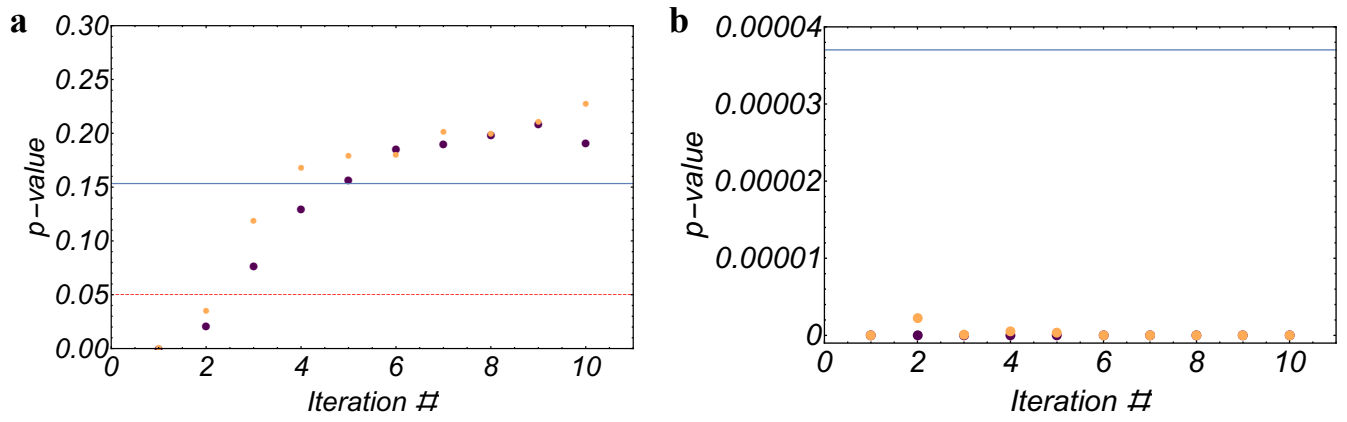 a
0.30
0.25
0.20
0.15
0.10
0.05
0.00
p-value
0 2 4 6 8 10
Iteration #
b
0.00004
0.00003
0.00002
0.00001
0
p-value
0 2 4 6 8 10
Iteration #